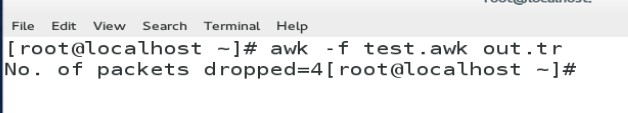 File Edit View Search Terminal Help
[root@localhost ~]# awk -f test.awk out.tr
No. of packets dropped=4[root@localhost ~]#